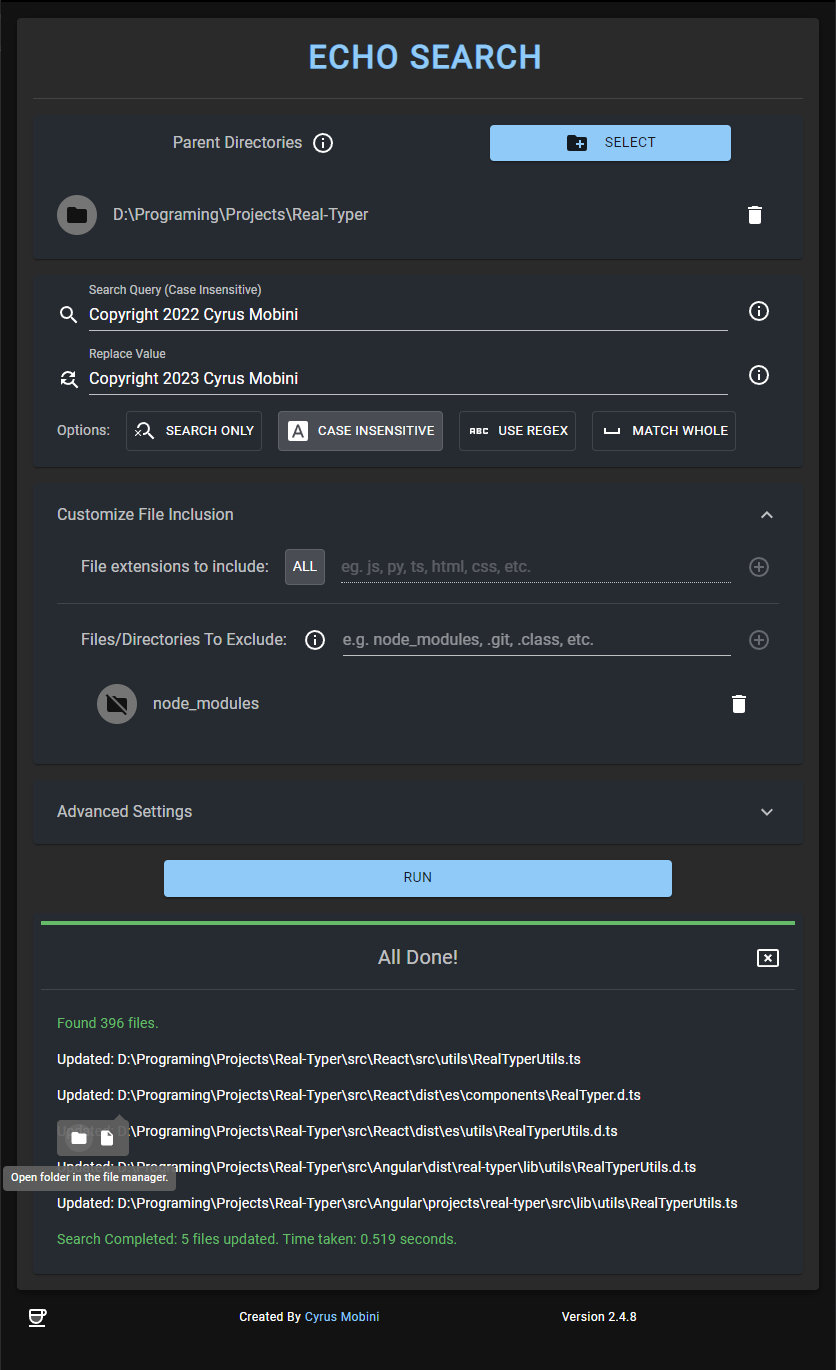 ECHO SEARCH
Parent Directories
SELECT
D:\Programing\Projects\Real-Typer
Search Query (Case Insensitive)
Copyright 2022 Cyrus Mobini
Replace Value
Copyright 2023 Cyrus Mobini
Options: SEARCH ONLY A CASE INSENSITIVE ABC USE REGEX MATCH WHOLE
Customize File Inclusion
File extensions to include: ALL eg. js, py, ts, html, css, etc.
Files/Directories To Exclude: e.g. node_modules, .git, .class, etc.
node_modules
Advanced Settings
RUN
All Done!
Found 396 files.
Updated: D:\Programing\Projects\Real-Typer\src\React\src\utils\RealTyperUtils.ts
Updated: D:\Programing\Projects\Real-Typer\src\React\dist\es\components\RealTyper.d.ts
Updated: D:\Programing\Projects\Real-Typer\src\React\dist\es\utils\RealTyperUtils.d.ts
Updated: D:\Programing\Projects\Real-Typer\src\Angular\dist\real-typer\lib\utils\RealTyperUtils.d.ts
Open folder in the file manager.
Updated: D:\Programing\Projects\Real-Typer\src\Angular\projects\real-typer\src\lib\utils\RealTyperUtils.ts
Search Completed: 5 files updated. Time taken: 0.519 seconds.
Created By Cyrus Mobini
Version 2.4.8